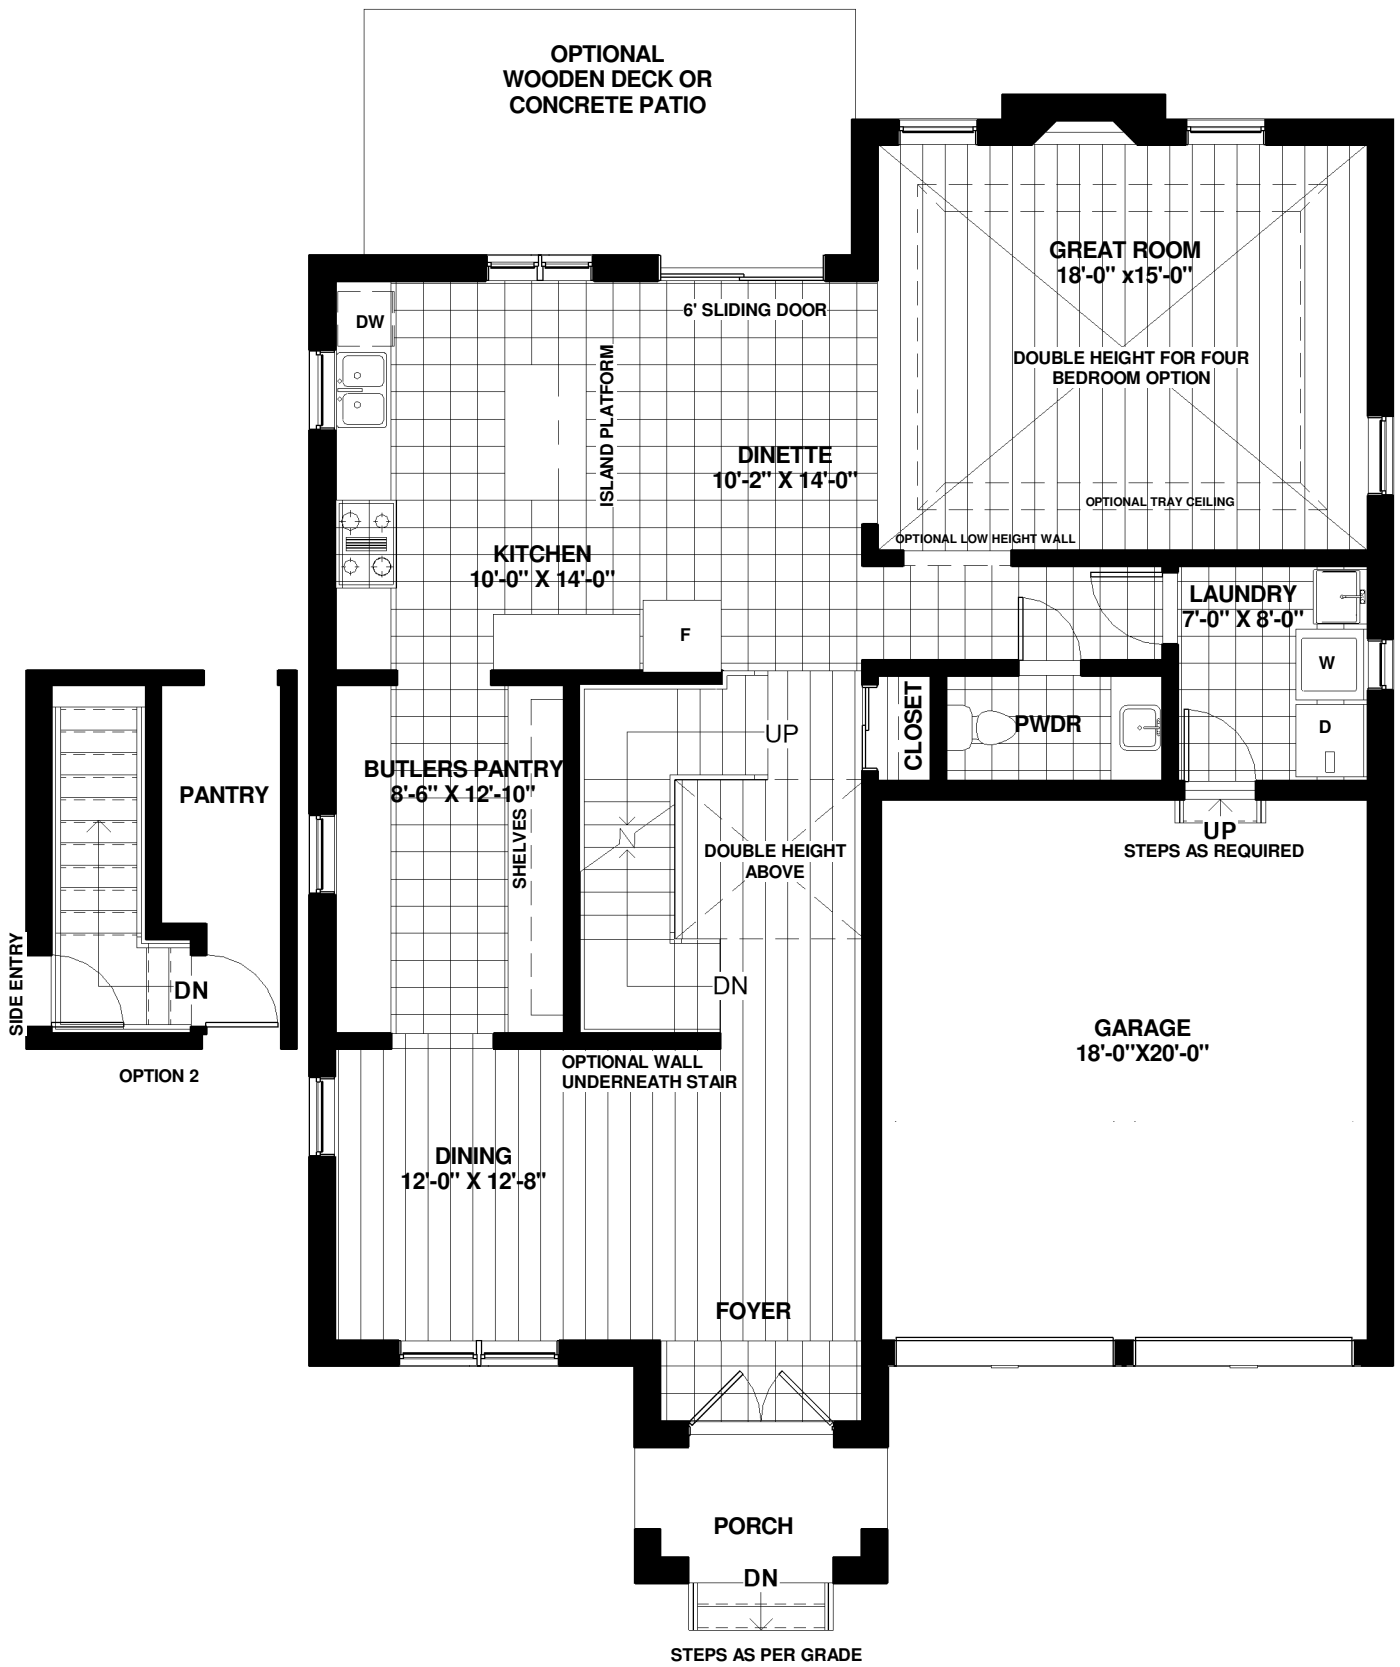 OPTIONAL
WOODEN DECK OR
CONCRETE PATIO
GREAT ROOM
18'-0" x15'-0"
6' SLIDING DOOR
DW
DOUBLE HEIGHT FOR FOUR
BEDROOM OPTION
ISLAND PLATFORM
DINETTE
10'-2" X 14'-0"
OPTIONAL TRAY CEILING
OPTIONAL LOW HEIGHT WALL
KITCHEN
10'-0" X 14'-0"
LAUNDRY
7'-0" X 8'-0"
F
W
CLOSET
PWDR
D
UP
BUTLERS PANTRY
8'-6" X 12'-10"
PANTRY
SHELVES
DOUBLE HEIGHT
ABOVE
UP
STEPS AS REQUIRED
SIDE ENTRY
DN
DN
OPTION 2
GARAGE
18'-0"X20'-0"
OPTIONAL WALL
UNDERNEATH STAIR
DINING
12'-0" X 12'-8"
FOYER
PORCH
DN
STEPS AS PER GRADE